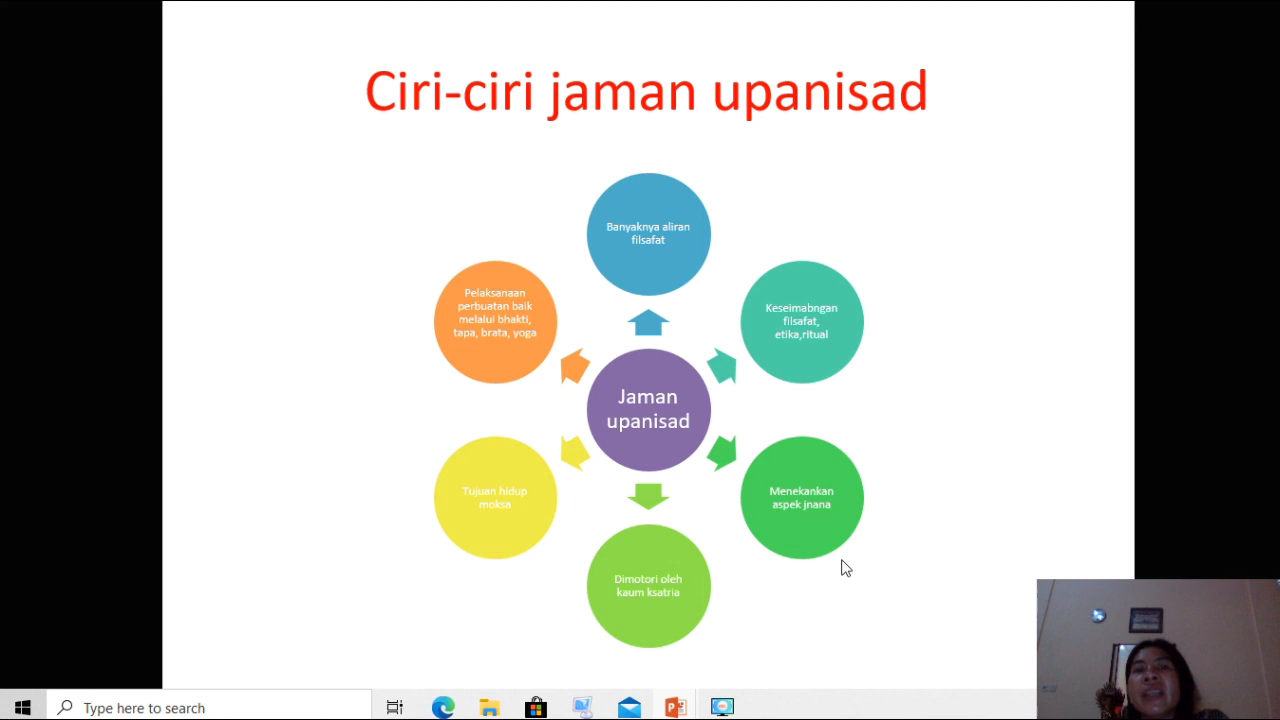 Ciri-ciri jaman upanisad
Banyaknya aliran
filsafat
Keseimabngan
filsafat,
etika,ritual
Menekankan
aspek jnana
Dimotori oleh
kaum ksatria
Tujuan hidup
moksa
Pelaksanaan
perbuatan baik
melalui bhakti,
tapa, brata, yoga
Jaman
upanisad
Type here to search